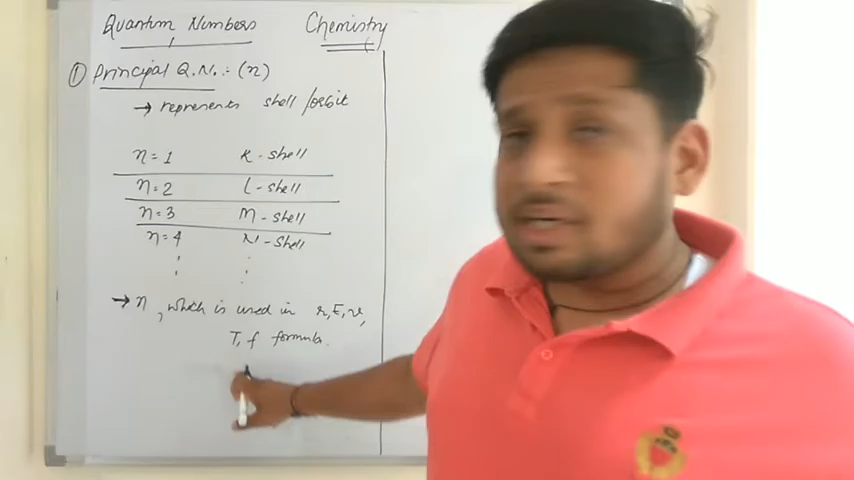 Quantum Numbers Chemistry
① Principal Q.N. :- (n)
→ represents shell / orbit
n = 1 K - shell
n = 2 L - shell
n = 3 M - shell
n = 4 N - shell
→ n , which is used in r, E, v,
T, f formula.